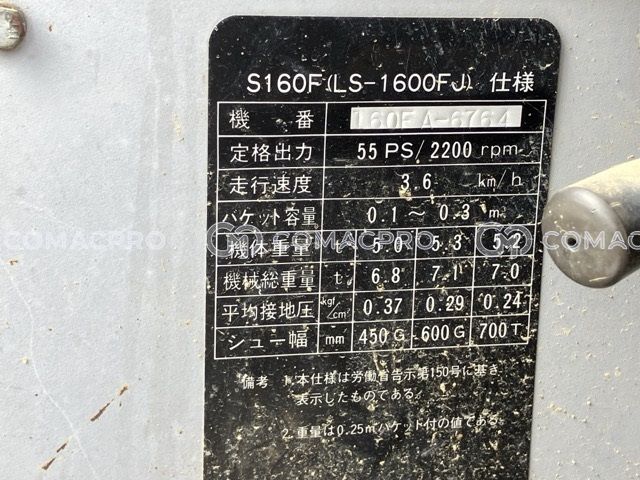 S160F(LS-1600FJ) 仕様
機番 160FA-6764
定格出力 55PS/2200rpm
走行速度 3.6 km/h
バケット容量 0.1～0.3 m³
機体重量 t 5.0 5.3 5.2
機械総重量 t 6.8 7.1 7.0
平均接地圧 kgf/cm² 0.37 0.29 0.24
シュー幅 mm 450G 600G 700T
備考 1.本仕様は労働省告示第150号に基き
表示したものである
2.重量は0.25m³バケット付の値である
COMACPRO COMACPRO COMACPRO